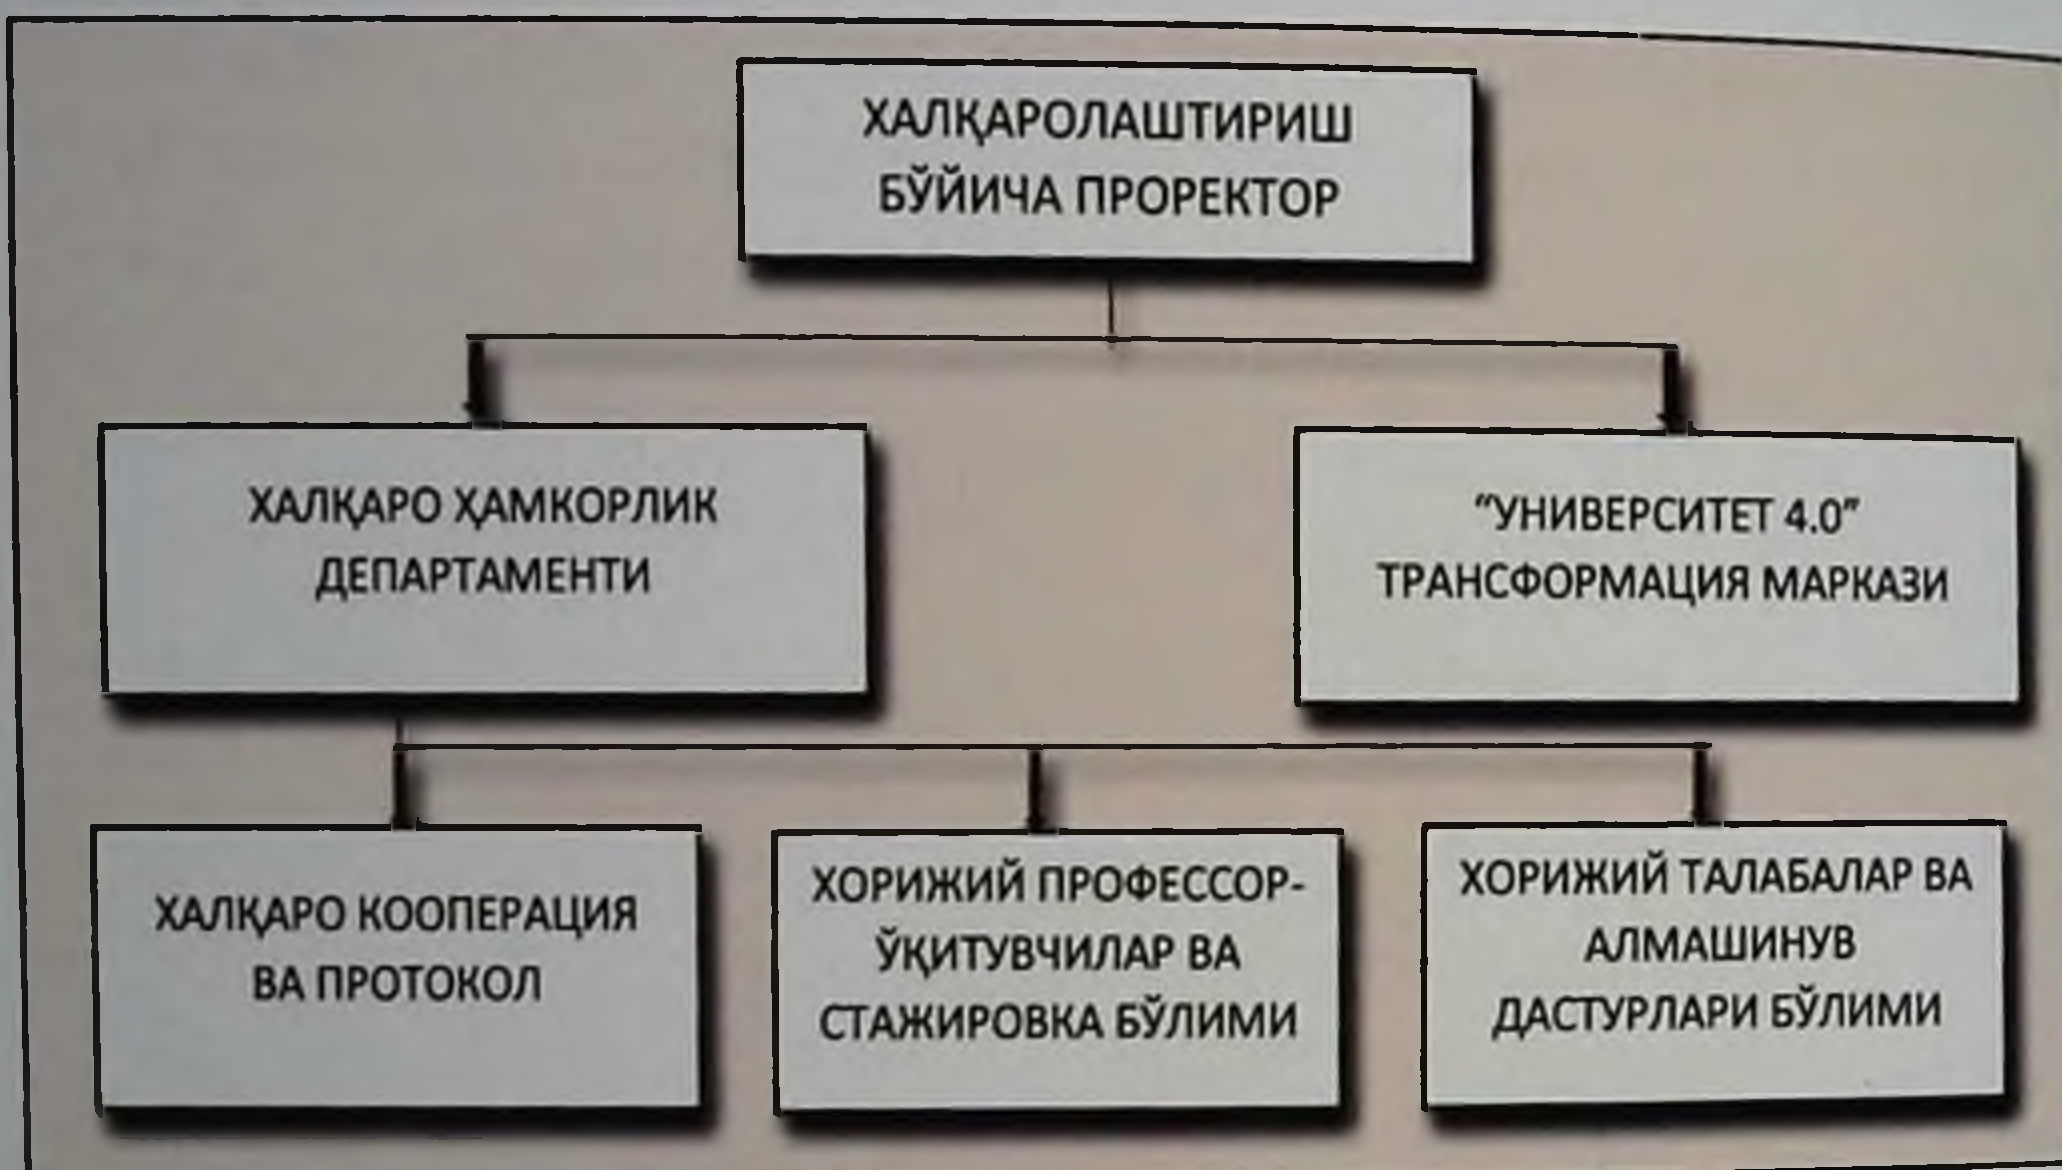 ХАЛҚАРОЛАШТИРИШ
БЎЙИЧА ПРОРЕКТОР
ХАЛҚАРО ҲАМКОРЛИК
ДЕПАРТАМЕНТИ
“УНИВЕРСИТЕТ 4.0”
ТРАНСФОРМАЦИЯ МАРКАЗИ
ХАЛҚАРО КООПЕРАЦИЯ
ВА ПРОТОКОЛ
ХОРИЖИЙ ПРОФЕССОР-
ЎҚИТУВЧИЛАР ВА
СТАЖИРОВКА БЎЛИМИ
ХОРИЖИЙ ТАЛАБАЛАР ВА
АЛМАШИНУВ
ДАСТУРЛАРИ БЎЛИМИ